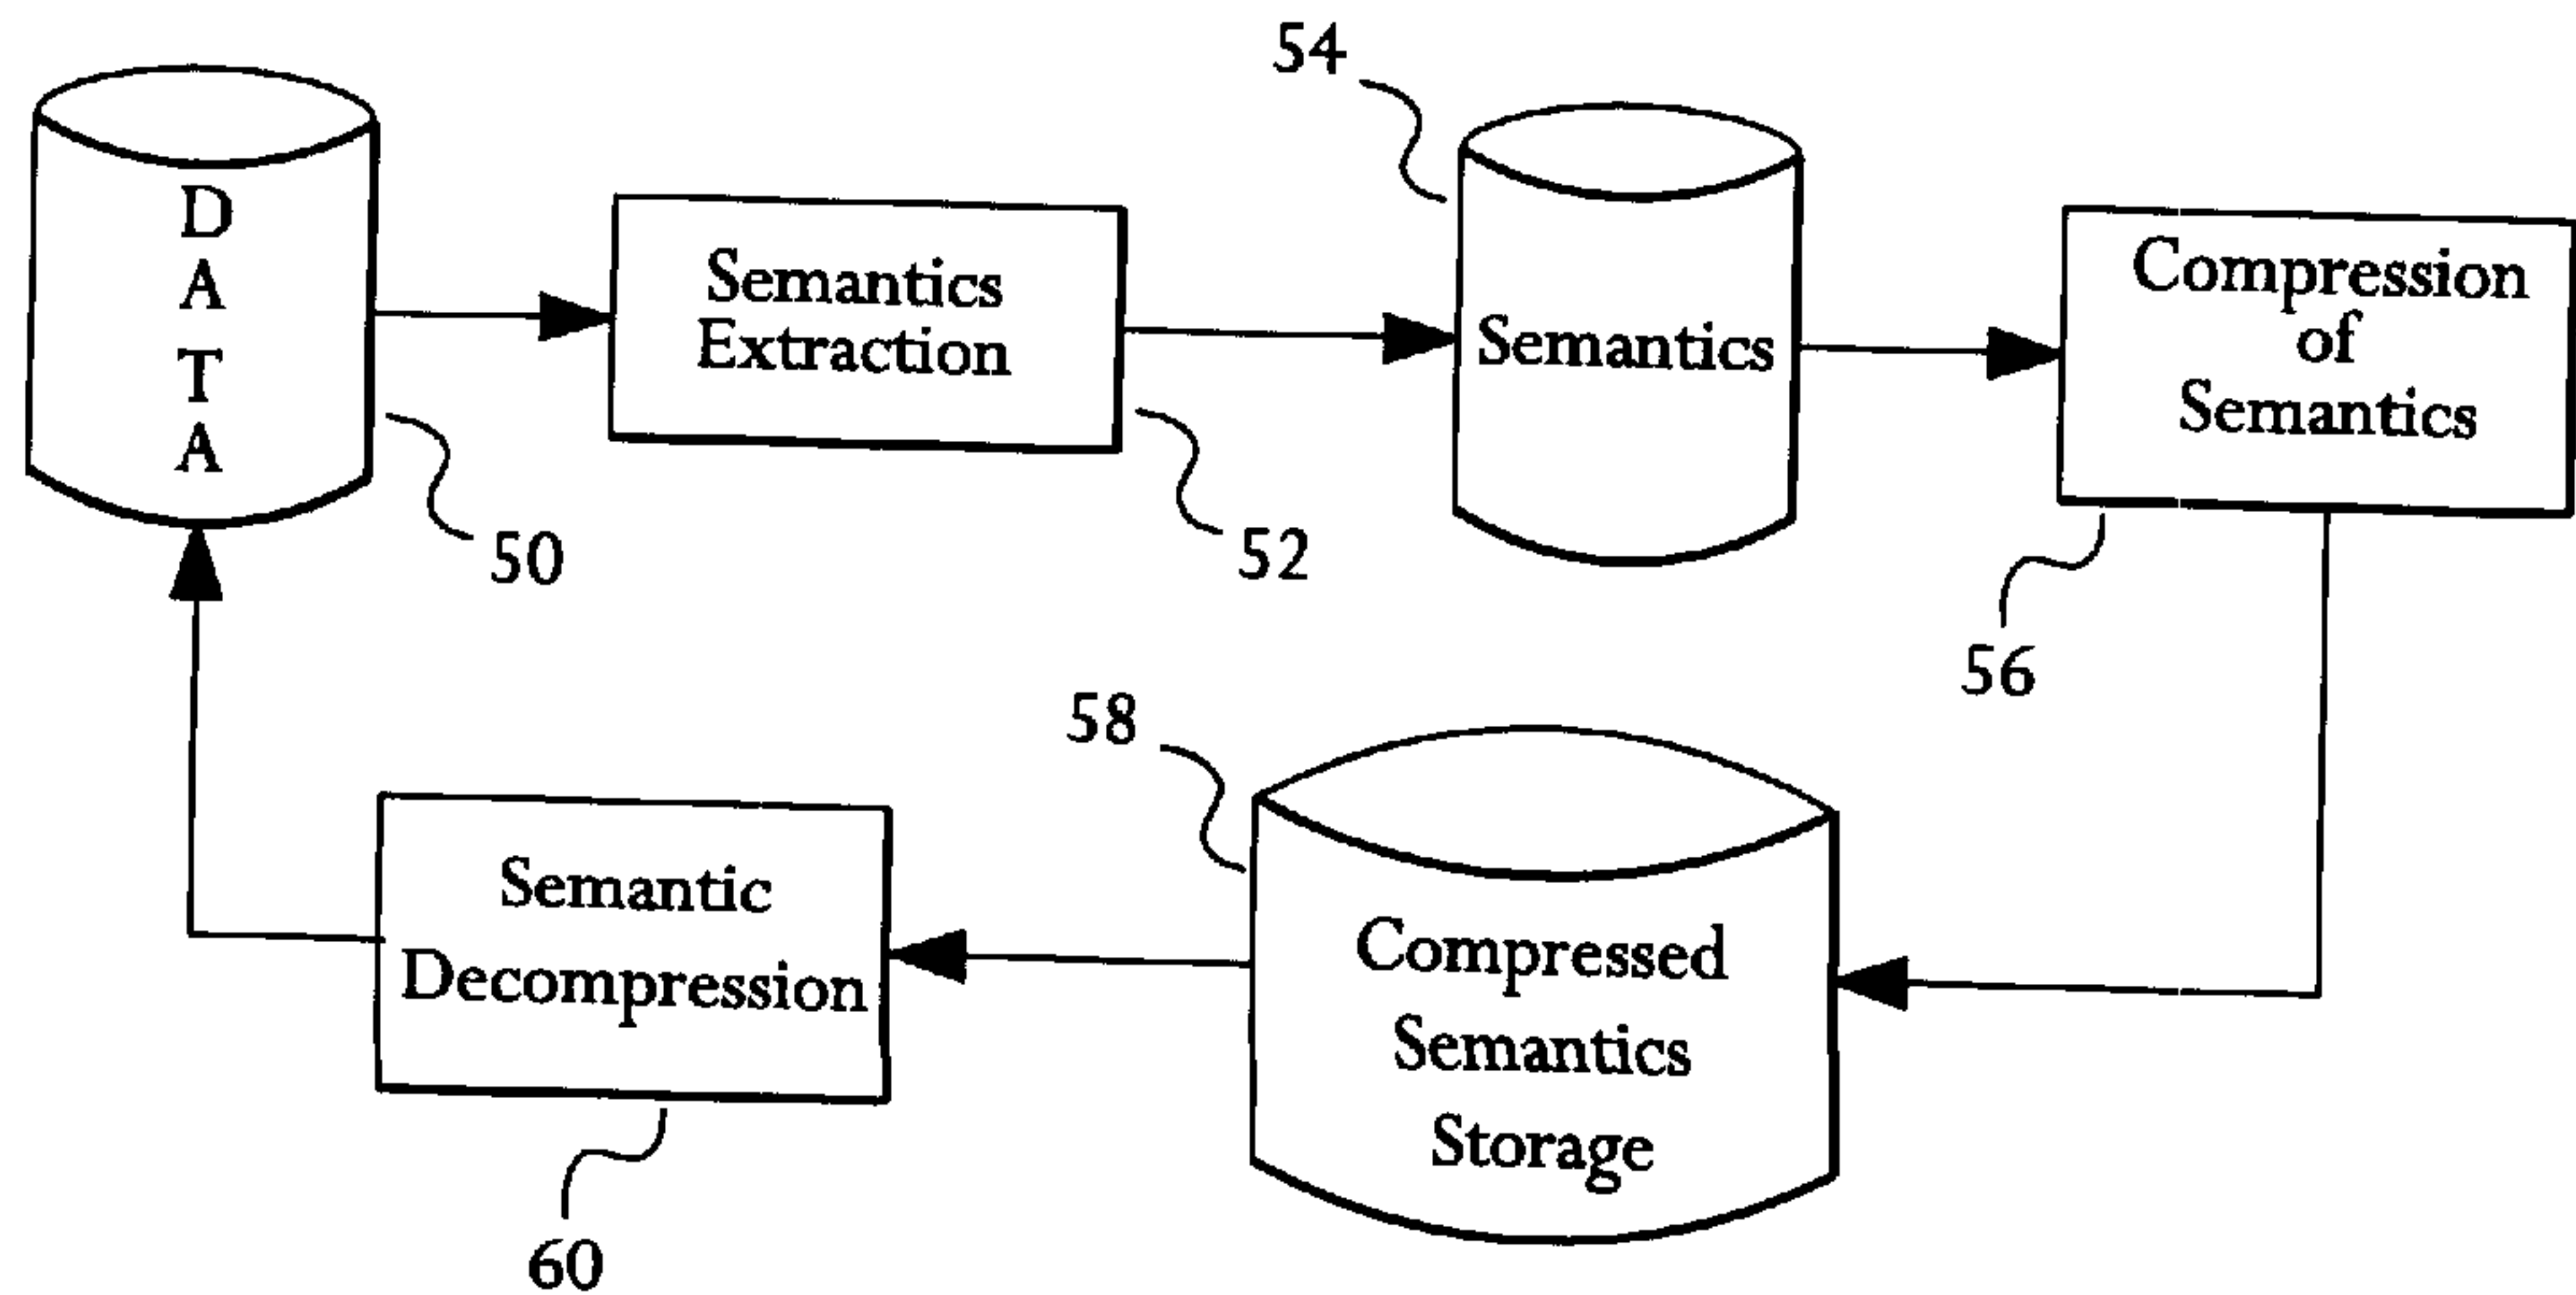 54
D
A
T
A
Semantics
Extraction
Semantics
Compression
of
Semantics
50
52
56
58
Semantic
Decompression
Compressed
Semantics
Storage
60